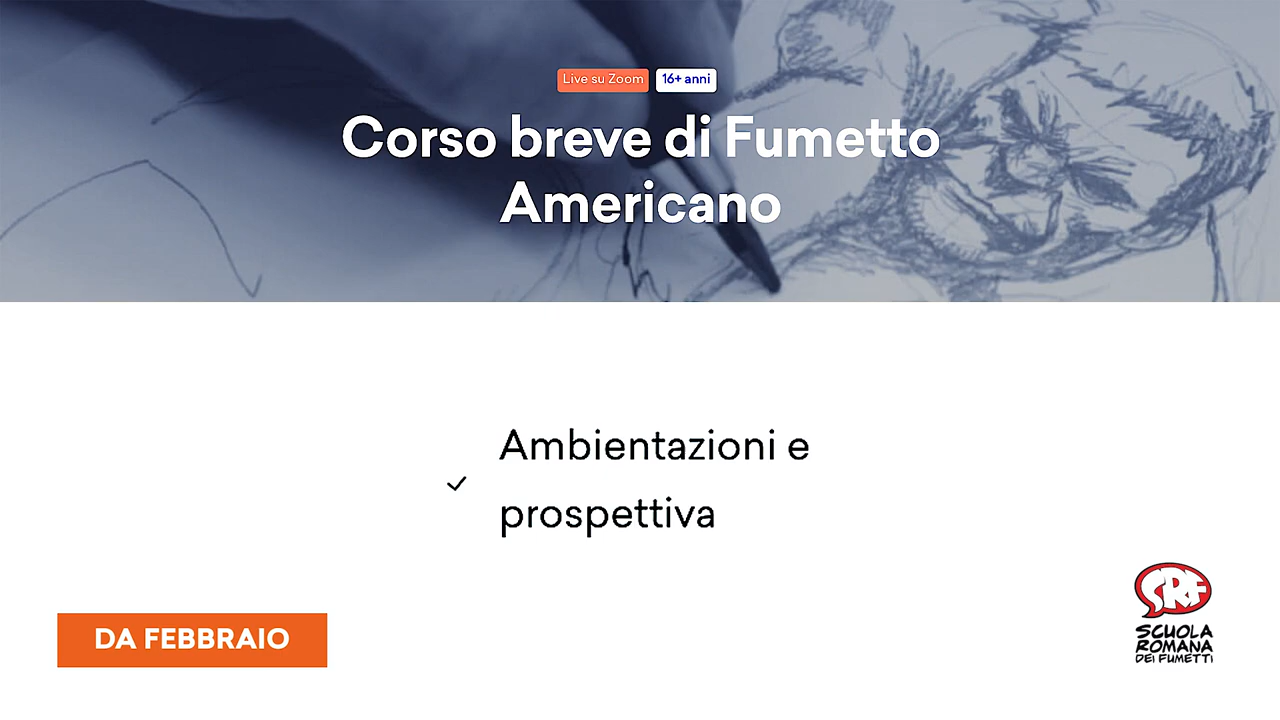 Live su Zoom 16+ anni
Corso breve di Fumetto
Americano
Ambientazioni e
prospettiva
DA FEBBRAIO
SRF
SCUOLA
ROMANA
DEI FUMETTI